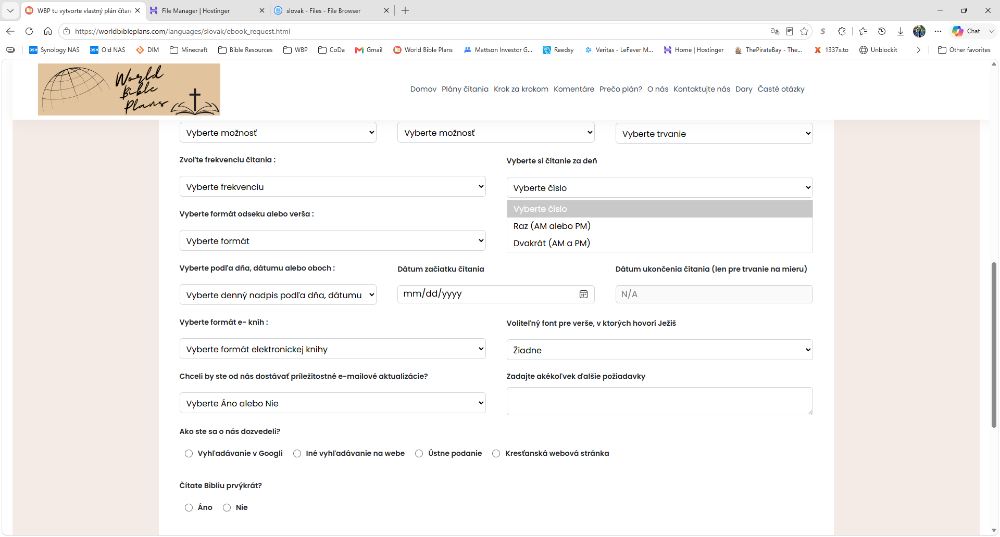 WBP tu vytvorte vlastný plán čítani
File Manager | Hostinger
slovak - Files - File Browser
https://worldbibleplans.com/languages/slovak/ebook_request.html
Chat
Synology NAS
Old NAS
DIM
Minecraft
Bible Resources
WBP
CoDa
Gmail
World Bible Plans
Mattson Investor G...
Reedsy
Veritas - LeFever M...
Home | Hostinger
ThePirateBay - The...
1337x.to
Unblockit
Other favorites
World
Bible
Plans
Domov Plány čítania Krok za krokom Komentáre Prečo plán? O nás Kontaktujte nás Dary Časté otázky
Vyberte možnosť
Vyberte možnosť
Vyberte trvanie
Zvoľte frekvenciu čítania :
Vyberte si čítanie za deň
Vyberte frekvenciu
Vyberte číslo
Vyberte číslo
Raz (AM alebo PM)
Dvakrát (AM a PM)
Vyberte formát odseku alebo verša :
Vyberte formát
Vyberte podľa dňa, dátumu alebo oboch :
Dátum začiatku čítania
Dátum ukončenia čítania (len pre trvanie na mieru)
Vyberte denný nadpis podľa dňa, dátumu
mm/dd/yyyy
N/A
Vyberte formát e- kníh :
Voliteľný font pre verše, v ktorých hovorí Ježiš
Vyberte formát elektronickej knihy
Žiadne
Chceli by ste od nás dostávať príležitostné e-mailové aktualizácie?
Zadajte akékoľvek ďalšie požiadavky
Vyberte Áno alebo Nie
Ako ste sa o nás dozvedeli?
Vyhľadávanie v Googli
Iné vyhľadávanie na webe
Ústne podanie
Kresťanská webová stránka
Čítate Bibliu prvýkrát?
Áno
Nie